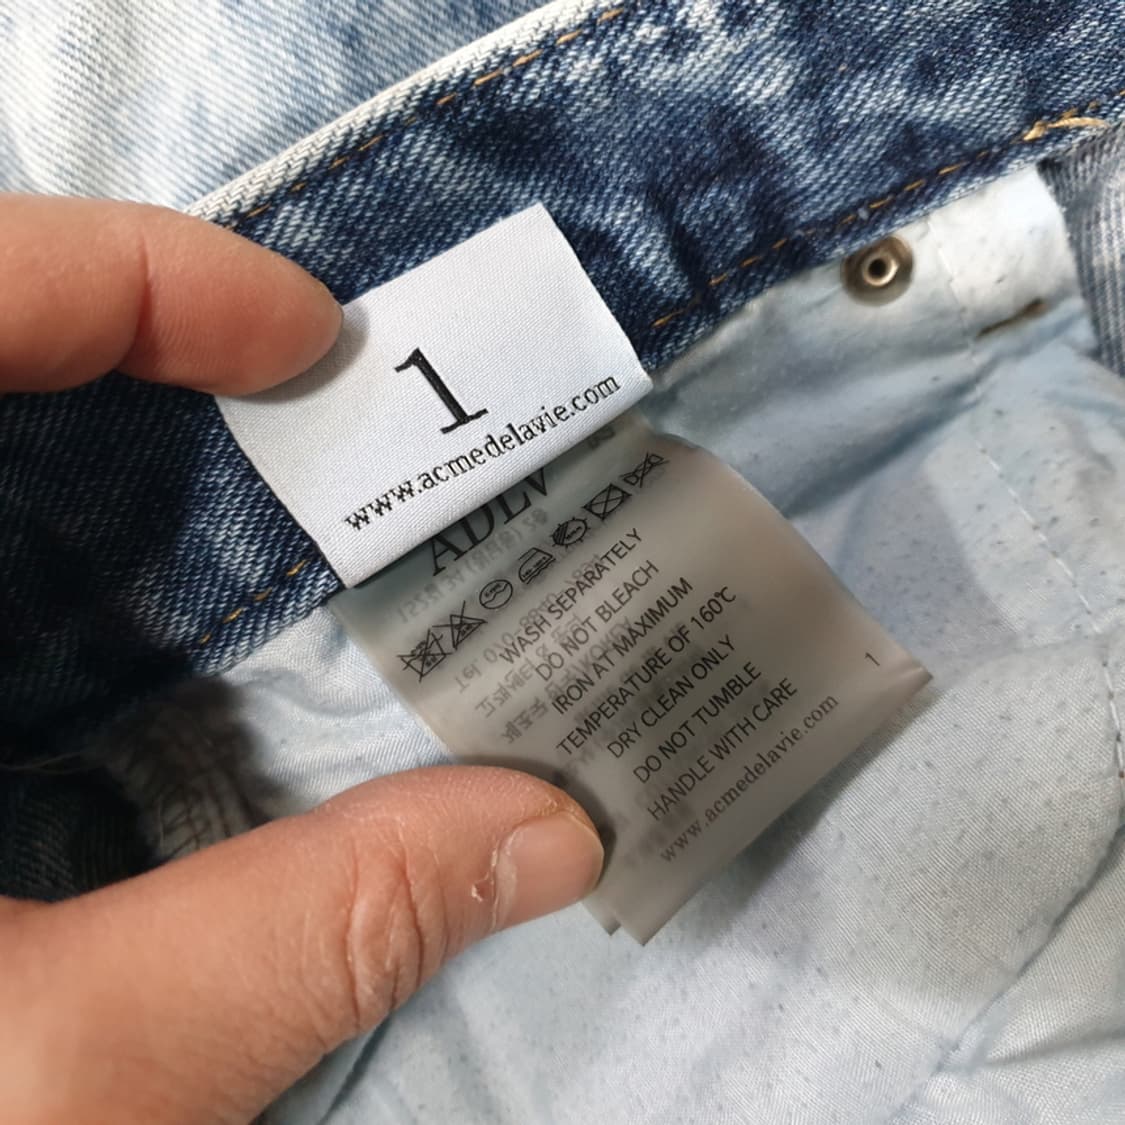 1
www.acmedelavie.com
ADLV
WASH SEPARATELY
DO NOT BLEACH
IRON AT MAXIMUM
TEMPERATURE OF 160℃
DRY CLEAN ONLY
DO NOT TUMBLE
HANDLE WITH CARE
www.acmedelavie.com
1